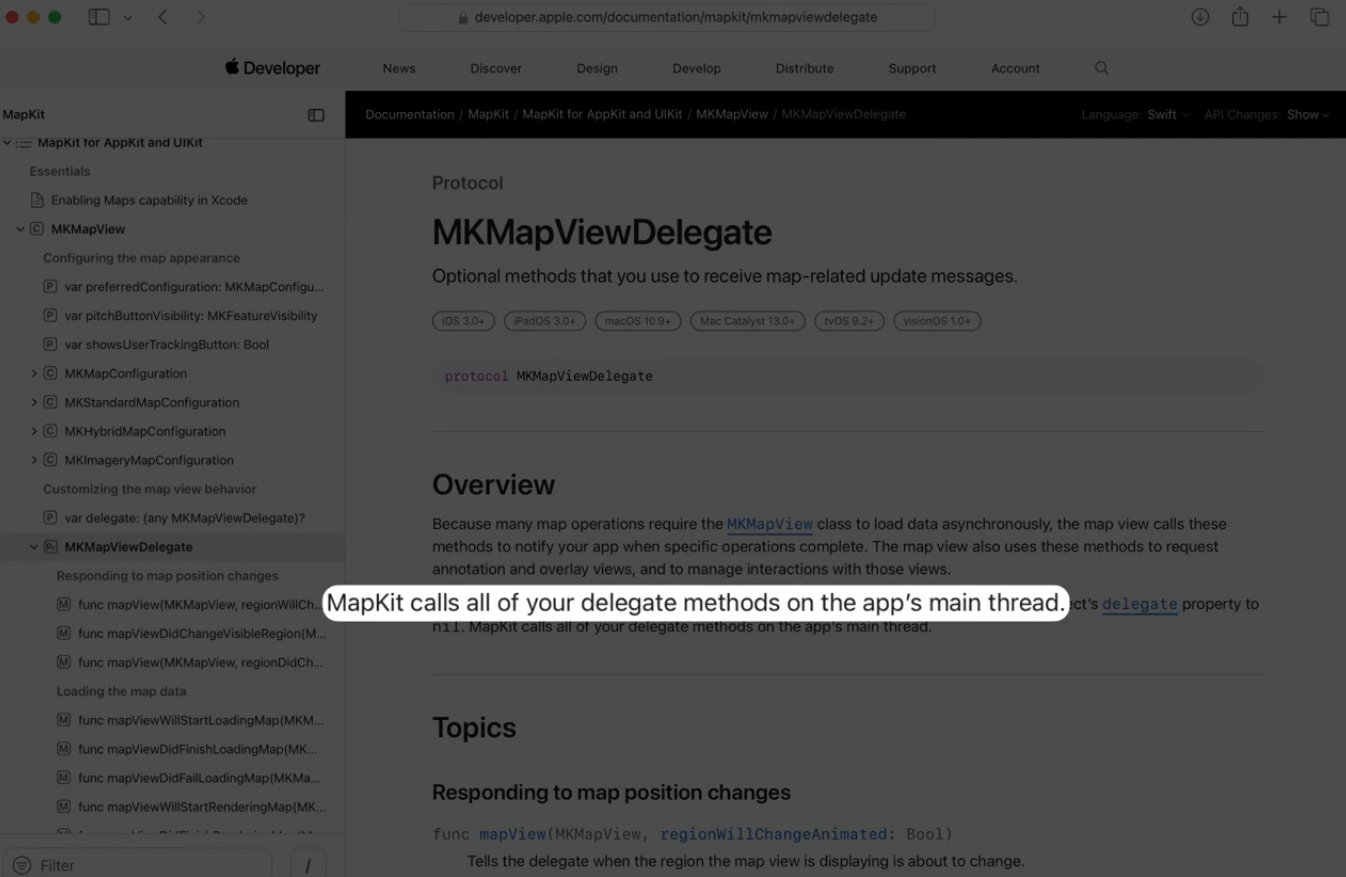 developer.apple.com/documentation/mapkit/mkmapviewdelegate
Developer News Discover Design Develop Distribute Support Account
MapKit
Documentation / MapKit / MapKit for AppKit and UIKit / MKMapView / MKMapViewDelegate Language: Swift API Changes: Show
MapKit for AppKit and UIKit
Essentials
Enabling Maps capability in Xcode
C MKMapView
Configuring the map appearance
P var preferredConfiguration: MKMapConfigu...
P var pitchButtonVisibility: MKFeatureVisibility
P var showsUserTrackingButton: Bool
C MKMapConfiguration
C MKStandardMapConfiguration
C MKHybridMapConfiguration
C MKImageryMapConfiguration
Customizing the map view behavior
P var delegate: (any MKMapViewDelegate)?
Pr MKMapViewDelegate
Responding to map position changes
M func mapView(MKMapView, regionWillCh...
M func mapViewDidChangeVisibleRegion(M...
M func mapView(MKMapView, regionDidCh...
Loading the map data
M func mapViewWillStartLoadingMap(MKM...
M func mapViewDidFinishLoadingMap(MK...
M func mapViewDidFailLoadingMap(MKMa...
M func mapViewWillStartRenderingMap(MK...
Filter /
Protocol
MKMapViewDelegate
Optional methods that you use to receive map-related update messages.
iOS 3.0+ iPadOS 3.0+ macOS 10.9+ Mac Catalyst 13.0+ tvOS 9.2+ visionOS 1.0+
protocol MKMapViewDelegate
Overview
Because many map operations require the MKMapView class to load data asynchronously, the map view calls these
methods to notify your app when specific operations complete. The map view also uses these methods to request
annotation and overlay views, and to manage interactions with those views.
MapKit calls all of your delegate methods on the app's main thread.
delegate property to
nil. MapKit calls all of your delegate methods on the app's main thread.
Topics
Responding to map position changes
func mapView(MKMapView, regionWillChangeAnimated: Bool)
Tells the delegate when the region the map view is displaying is about to change.